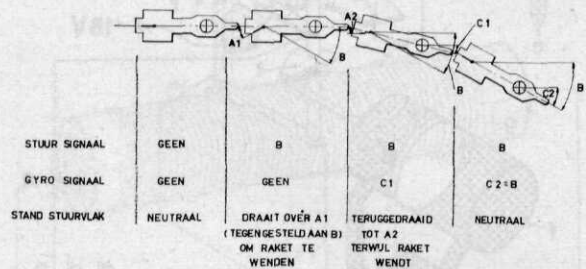 A1
B
A2
C1
B
C2
B
STUUR SIGNAAL GEEN B B B
GYRO SIGNAAL GEEN GEEN C1 C2=B
STAND STUURVLAK NEUTRAAL DRAAIT OVER A1 TERUGGEDRAAID NEUTRAAL
(TEGENGESTELD AAN B) TOT A2
OM RAKET TE TERWIJL RAKET
WENDEN WENDT